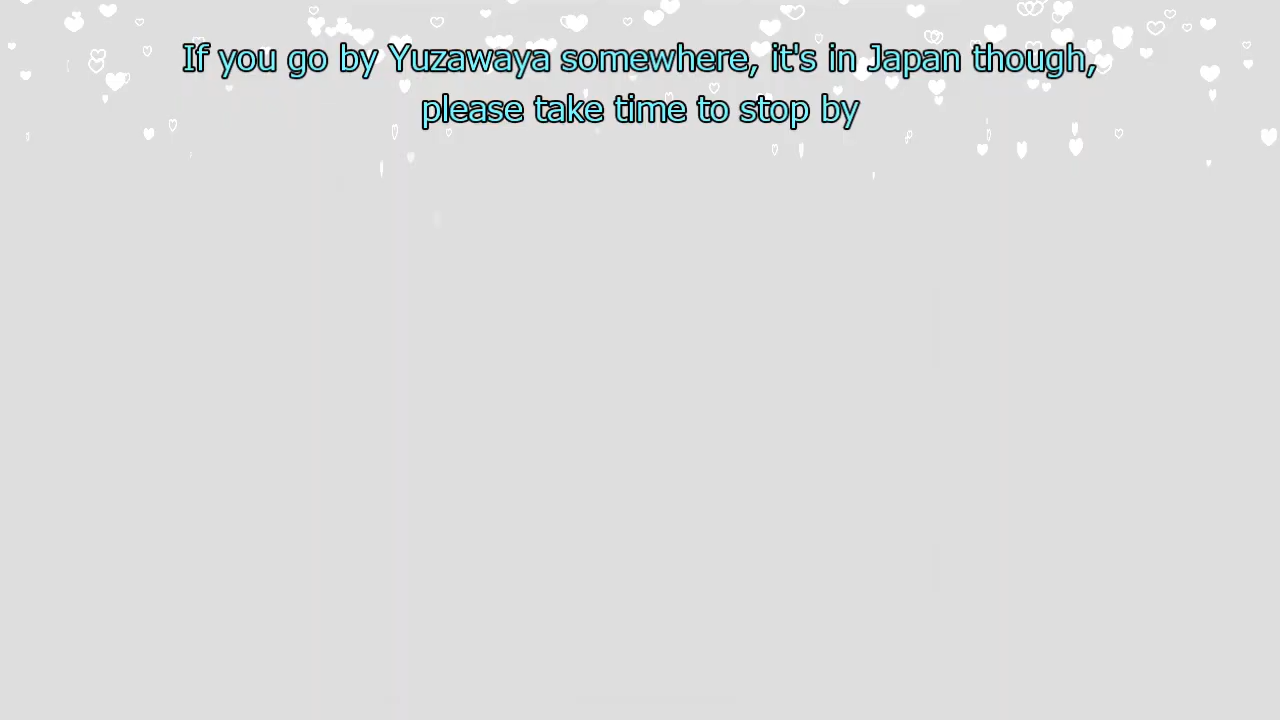 If you go by Yuzawaya somewhere, it's in Japan though,
please take time to stop by